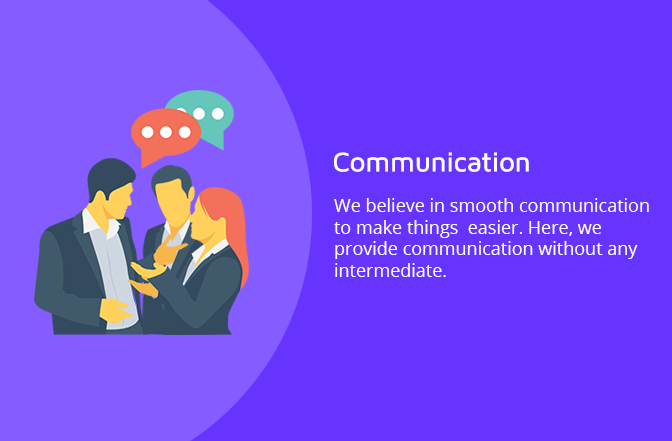 Communication
We believe in smooth communication
to make things  easier. Here, we
provide communication without any
intermediate.